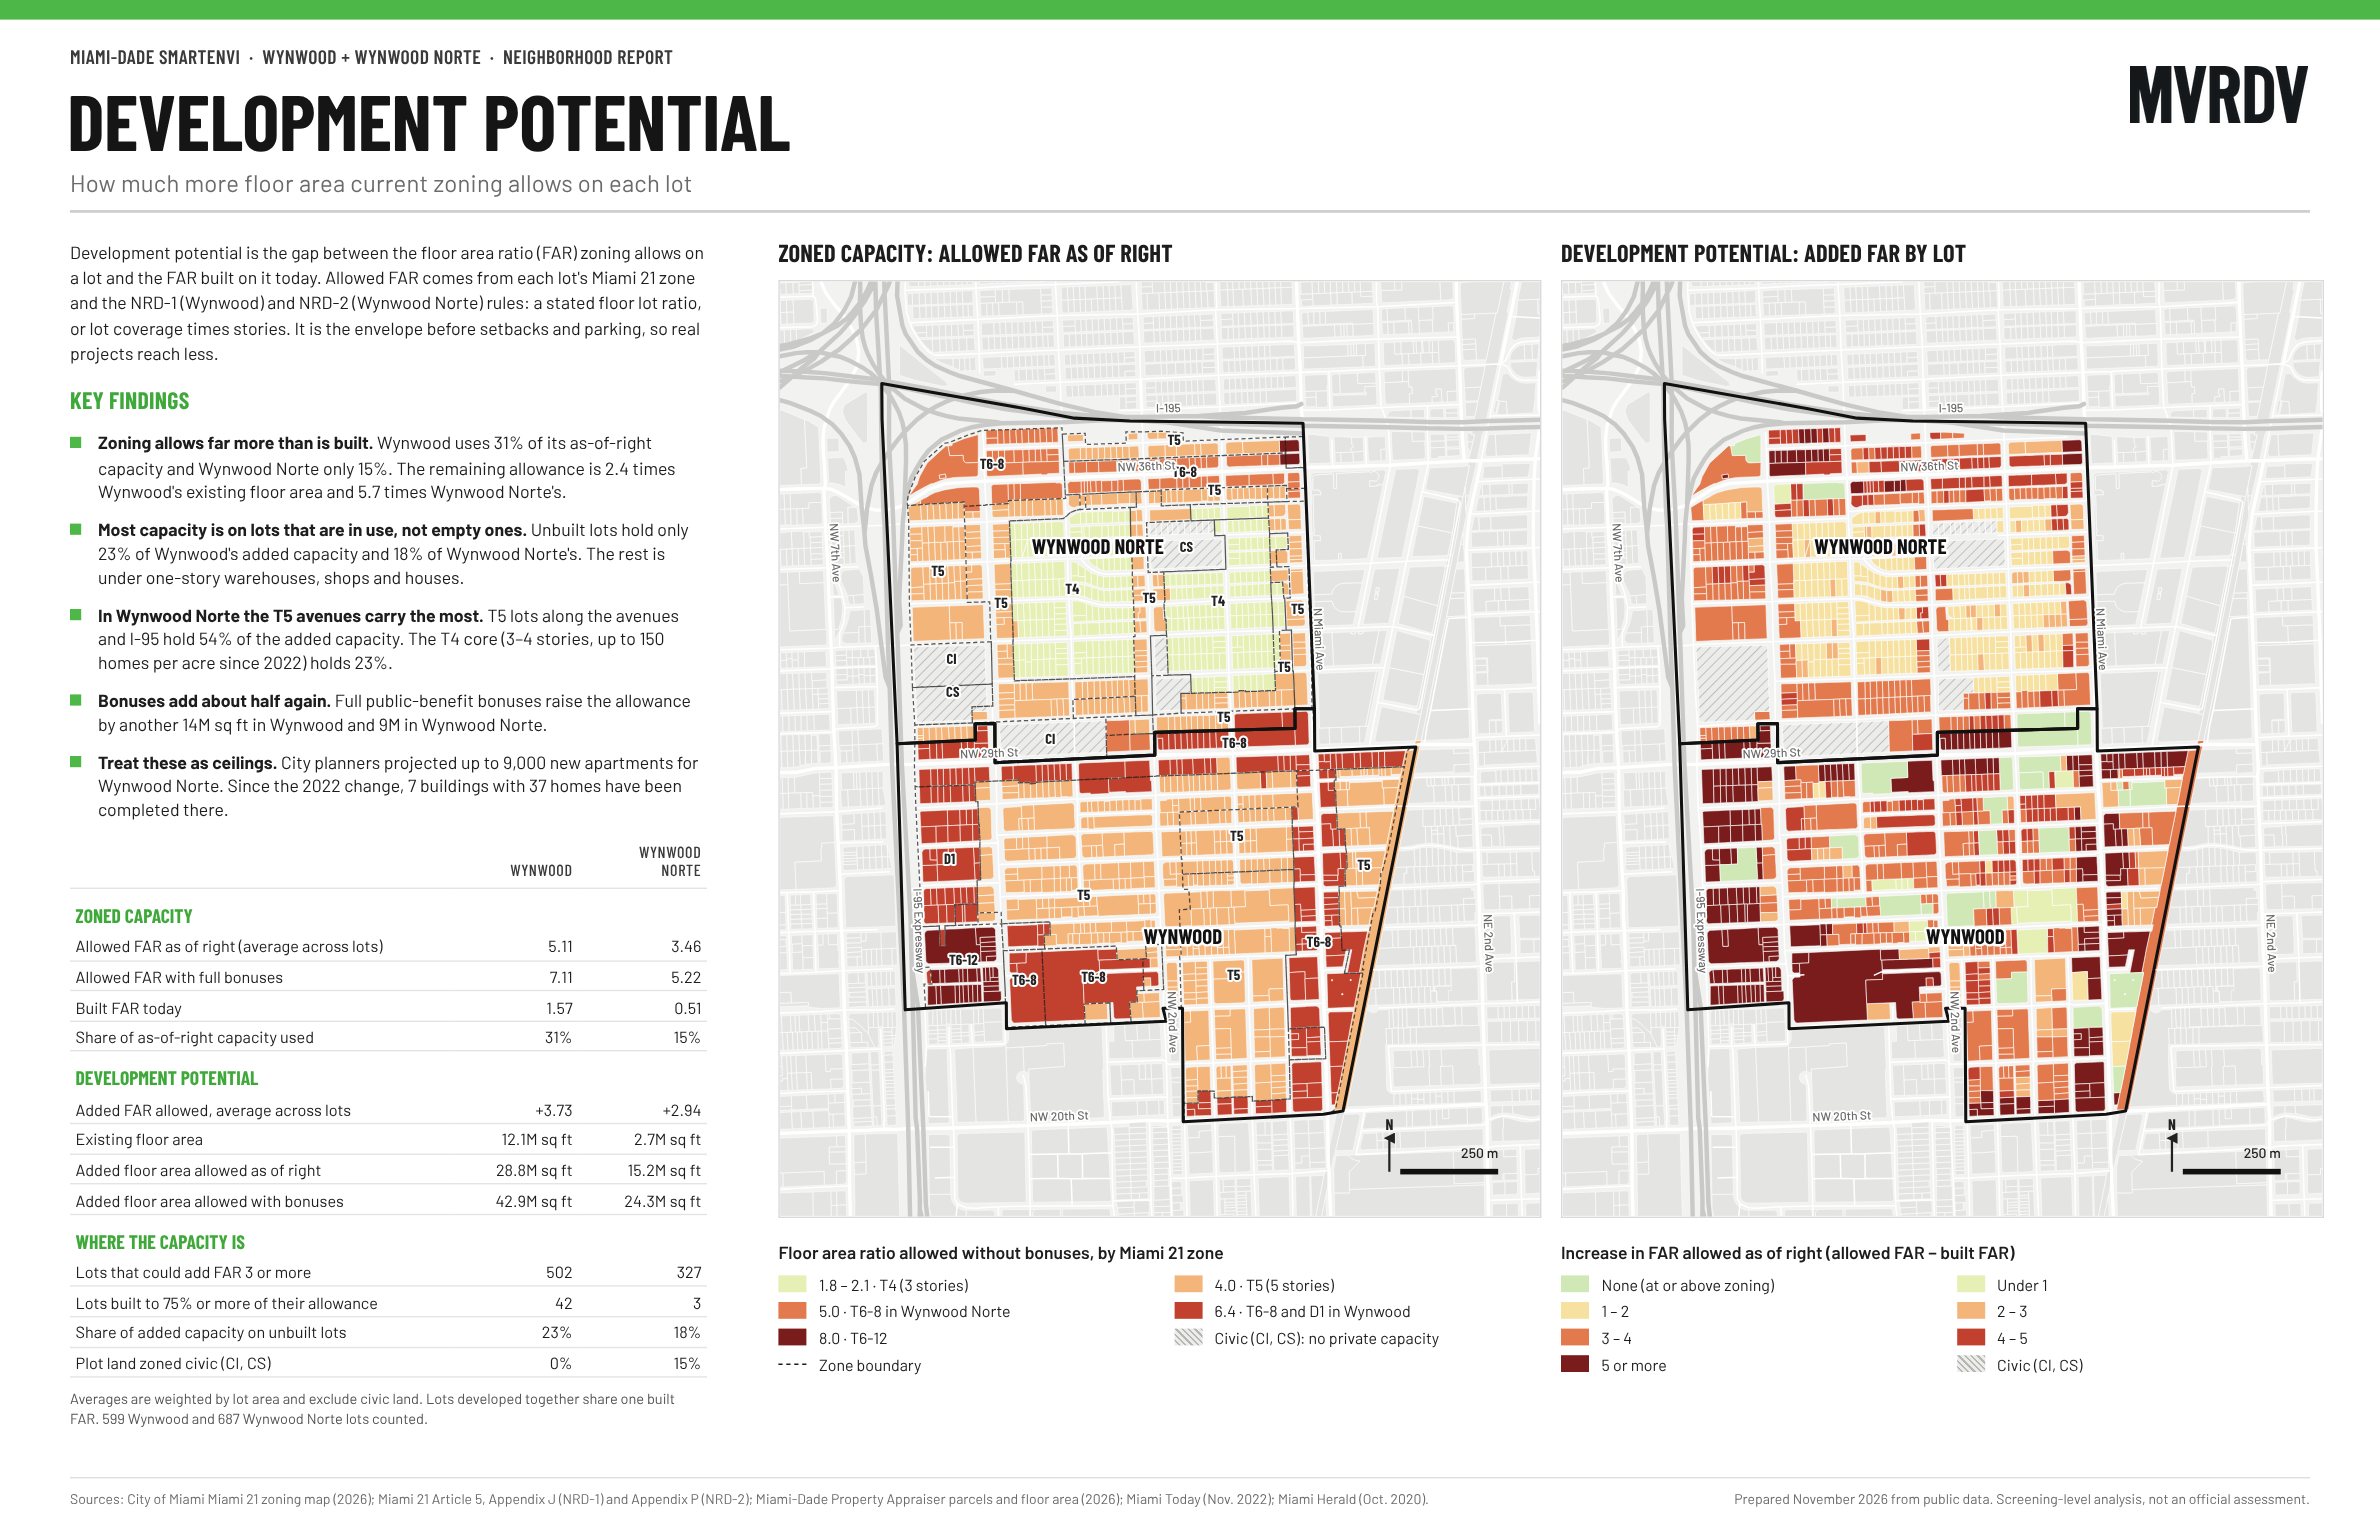 MIAMI-DADE SMARTENVI · WYNWOOD + WYNWOOD NORTE · NEIGHBORHOOD REPORT
DEVELOPMENT POTENTIAL
How much more floor area current zoning allows on each lot
MVRDV
Development potential is the gap between the floor area ratio (FAR) zoning allows on
a lot and the FAR built on it today. Allowed FAR comes from each lot's Miami 21 zone
and the NRD-1 (Wynwood) and NRD-2 (Wynwood Norte) rules: a stated floor lot ratio,
or lot coverage times stories. It is the envelope before setbacks and parking, so real
projects reach less.
KEY FINDINGS
Zoning allows far more than is built. Wynwood uses 31% of its as-of-right
capacity and Wynwood Norte only 15%. The remaining allowance is 2.4 times
Wynwood's existing floor area and 5.7 times Wynwood Norte's.
Most capacity is on lots that are in use, not empty ones. Unbuilt lots hold only
23% of Wynwood's added capacity and 18% of Wynwood Norte's. The rest is
under one-story warehouses, shops and houses.
In Wynwood Norte the T5 avenues carry the most. T5 lots along the avenues
and I-95 hold 54% of the added capacity. The T4 core (3–4 stories, up to 150
homes per acre since 2022) holds 23%.
Bonuses add about half again. Full public-benefit bonuses raise the allowance
by another 14M sq ft in Wynwood and 9M in Wynwood Norte.
Treat these as ceilings. City planners projected up to 9,000 new apartments for
Wynwood Norte. Since the 2022 change, 7 buildings with 37 homes have been
completed there.
WYNWOOD
WYNWOOD
NORTE
ZONED CAPACITY
Allowed FAR as of right (average across lots) 5.11 3.46
Allowed FAR with full bonuses 7.11 5.22
Built FAR today 1.57 0.51
Share of as-of-right capacity used 31% 15%
DEVELOPMENT POTENTIAL
Added FAR allowed, average across lots +3.73 +2.94
Existing floor area 12.1M sq ft 2.7M sq ft
Added floor area allowed as of right 28.8M sq ft 15.2M sq ft
Added floor area allowed with bonuses 42.9M sq ft 24.3M sq ft
WHERE THE CAPACITY IS
Lots that could add FAR 3 or more 502 327
Lots built to 75% or more of their allowance 42 3
Share of added capacity on unbuilt lots 23% 18%
Plot land zoned civic (CI, CS) 0% 15%
Averages are weighted by lot area and exclude civic land. Lots developed together share one built
FAR. 599 Wynwood and 687 Wynwood Norte lots counted.
ZONED CAPACITY: ALLOWED FAR AS OF RIGHT
I-195
T5
T6-8
NW 36th St
T6-8
T5
NW 7th Ave
WYNWOOD NORTE
CS
T5
T4
T5
T5
T4
T5
N Miami Ave
CI
T5
CS
T5
CI
T6-8
NW 29th St
T5
D1
T5
T5
I-95 Expressway
WYNWOOD
T6-8
NE 2nd Ave
T6-12
T6-8
T6-8
T5
NW 2nd Ave
NW 20th St
N
250 m
Floor area ratio allowed without bonuses, by Miami 21 zone
1.8 – 2.1 · T4 (3 stories)
4.0 · T5 (5 stories)
5.0 · T6-8 in Wynwood Norte
6.4 · T6-8 and D1 in Wynwood
8.0 · T6-12
Civic (CI, CS): no private capacity
Zone boundary
DEVELOPMENT POTENTIAL: ADDED FAR BY LOT
I-195
NW 36th St
NW 7th Ave
WYNWOOD NORTE
N Miami Ave
NW 29th St
I-95 Expressway
WYNWOOD
NE 2nd Ave
NW 2nd Ave
NW 20th St
N
250 m
Increase in FAR allowed as of right (allowed FAR – built FAR)
None (at or above zoning)
Under 1
1 – 2
2 – 3
3 – 4
4 – 5
5 or more
Civic (CI, CS)
Sources: City of Miami Miami 21 zoning map (2026); Miami 21 Article 5, Appendix J (NRD-1) and Appendix P (NRD-2); Miami-Dade Property Appraiser parcels and floor area (2026); Miami Today (Nov. 2022); Miami Herald (Oct. 2020).
Prepared November 2026 from public data. Screening-level analysis, not an official assessment.